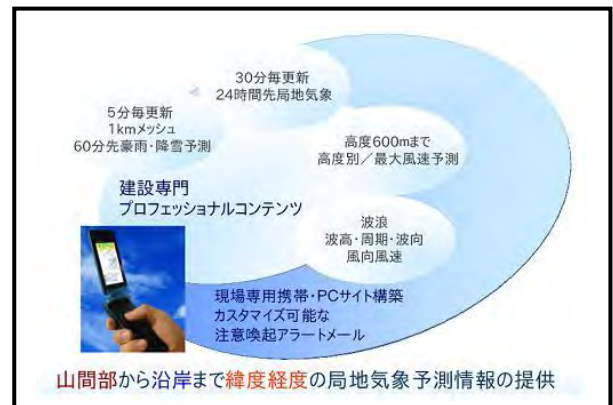 30分毎更新
24時間先局地気象
5分毎更新
1kmメッシュ
60分先豪雨・降雪予測
高度600mまで
高度別／最大風速予測
建設専門
プロフェッショナルコンテンツ
波浪
波高・周期・波向
風向風速
現場専用携帯・PCサイト構築
カスタマイズ可能な
注意喚起アラートメール
山間部から沿岸まで緯度経度の局地気象予測情報の提供